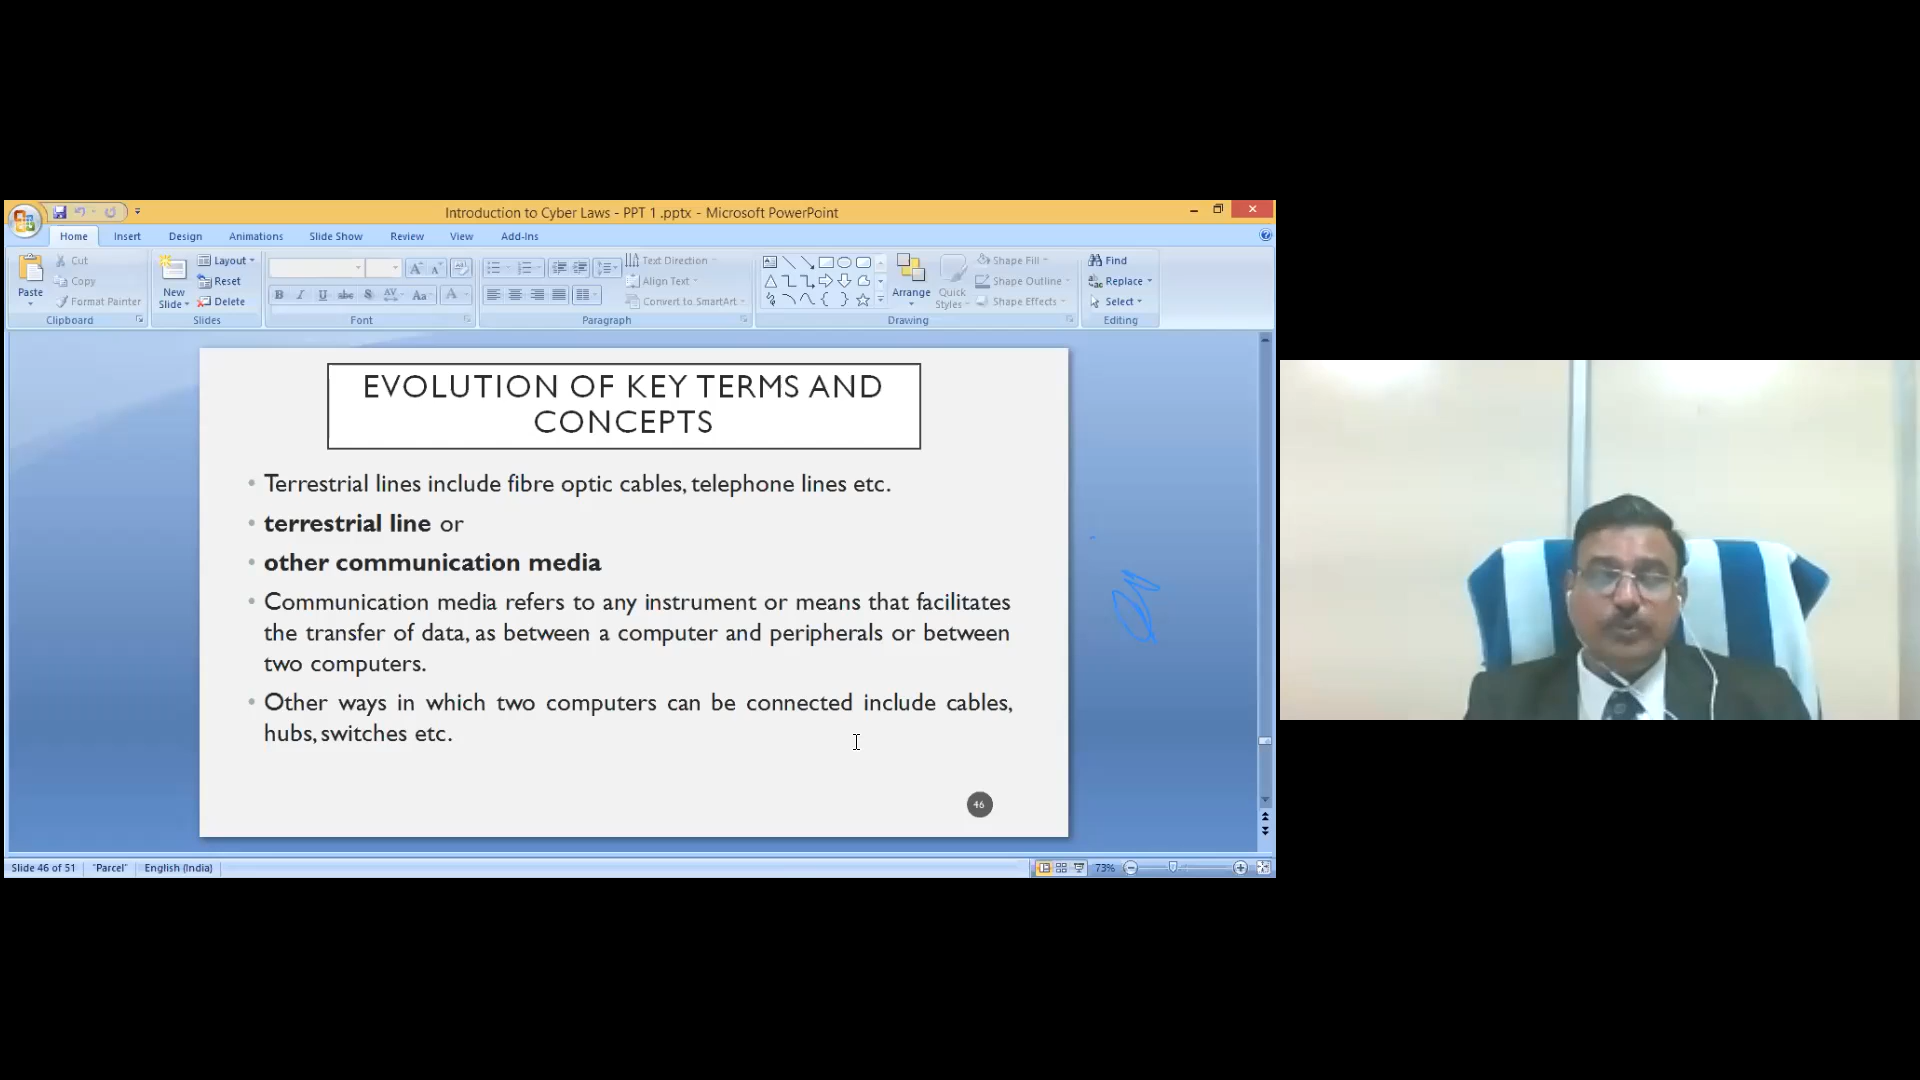 Introduction to Cyber Laws - PPT 1 .pptx - Microsoft PowerPoint
Home Insert Design Animations Slide Show Review View Add-Ins
Paste
Cut
Copy
Format Painter
Clipboard
New Slide
Layout
Reset
Delete
Slides
Font
Text Direction
Align Text
Convert to SmartArt
Paragraph
Arrange
Quick Styles
Shape Fill
Shape Outline
Shape Effects
Drawing
Find
Replace
Select
Editing
EVOLUTION OF KEY TERMS AND
CONCEPTS
• Terrestrial lines include fibre optic cables, telephone lines etc.
• terrestrial line or
• other communication media
• Communication media refers to any instrument or means that facilitates
the transfer of data, as between a computer and peripherals or between
two computers.
• Other ways in which two computers can be connected include cables,
hubs, switches etc.
46
Slide 46 of 51 "Parcel" English (India) 73%